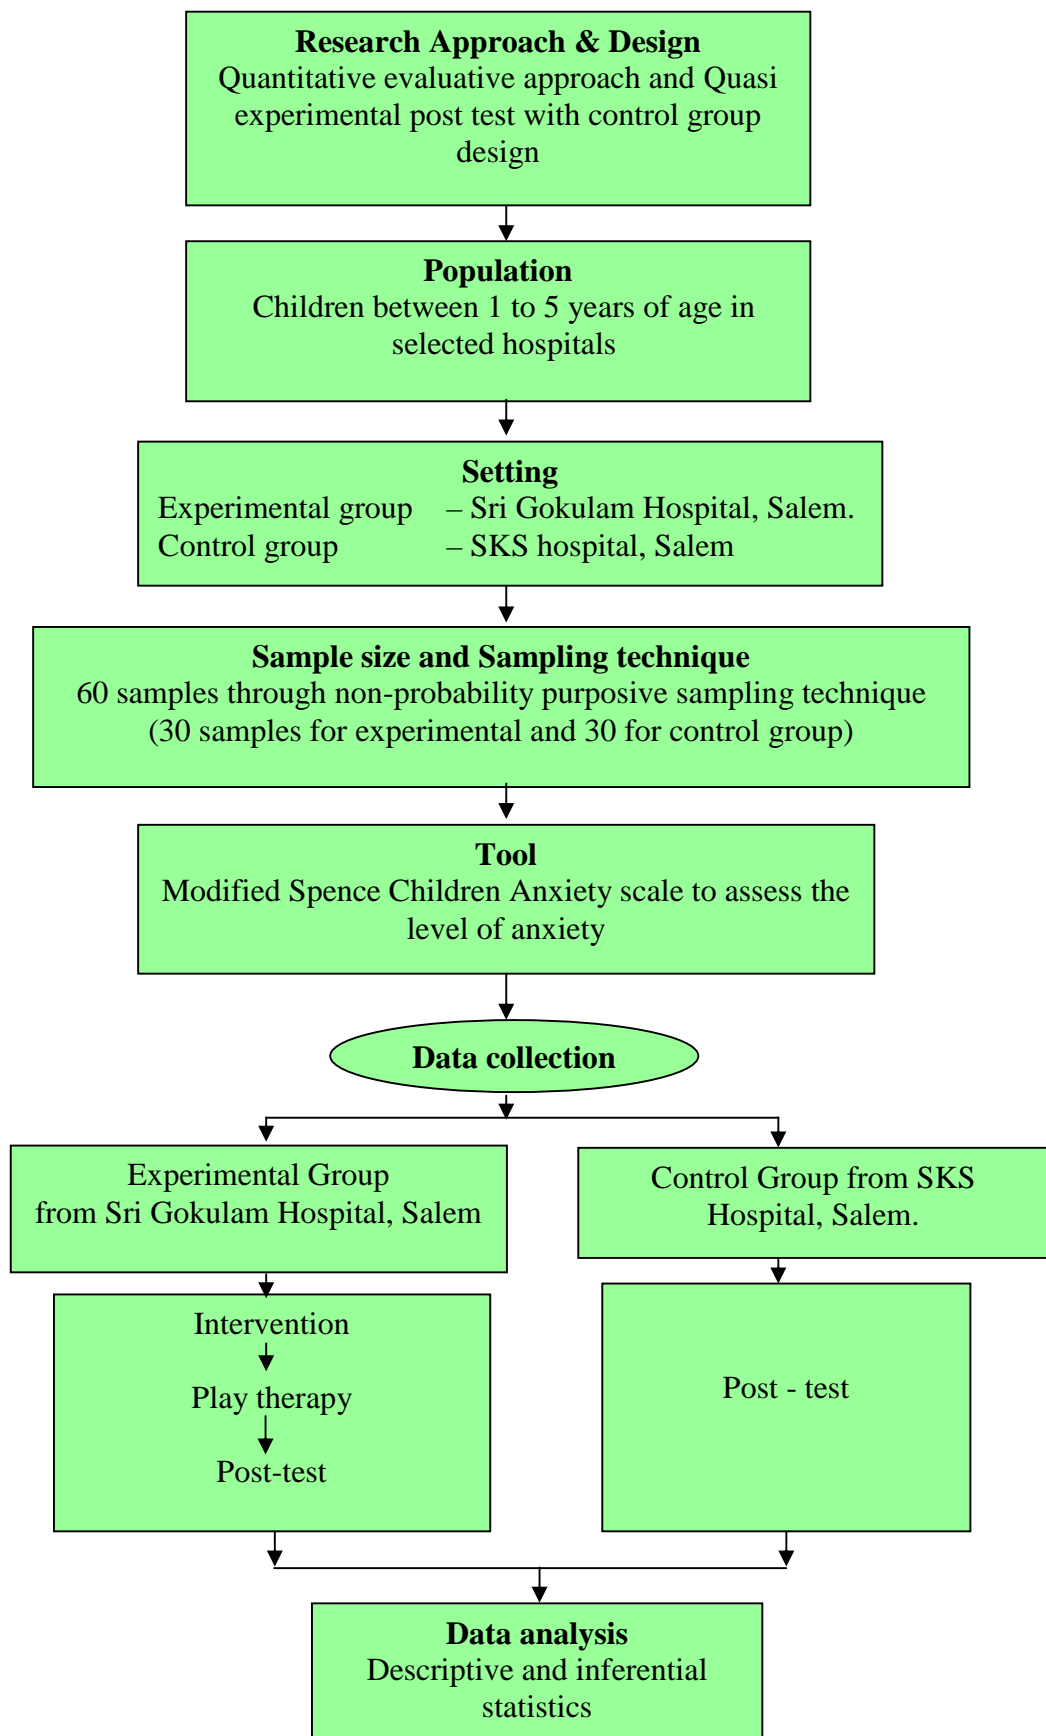 Research Approach & Design
Quantitative evaluative approach and Quasi
experimental post test with control group
design
Population
Children between 1 to 5 years of age in
selected hospitals
Setting
Experimental group – Sri Gokulam Hospital, Salem.
Control group – SKS hospital, Salem
Sample size and Sampling technique
60 samples through non-probability purposive sampling technique
(30 samples for experimental and 30 for control group)
Tool
Modified Spence Children Anxiety scale to assess the
level of anxiety
Data collection
Experimental Group
from Sri Gokulam Hospital, Salem
Control Group from SKS
Hospital, Salem.
Intervention
Play therapy
Post-test
Post - test
Data analysis
Descriptive and inferential
statistics